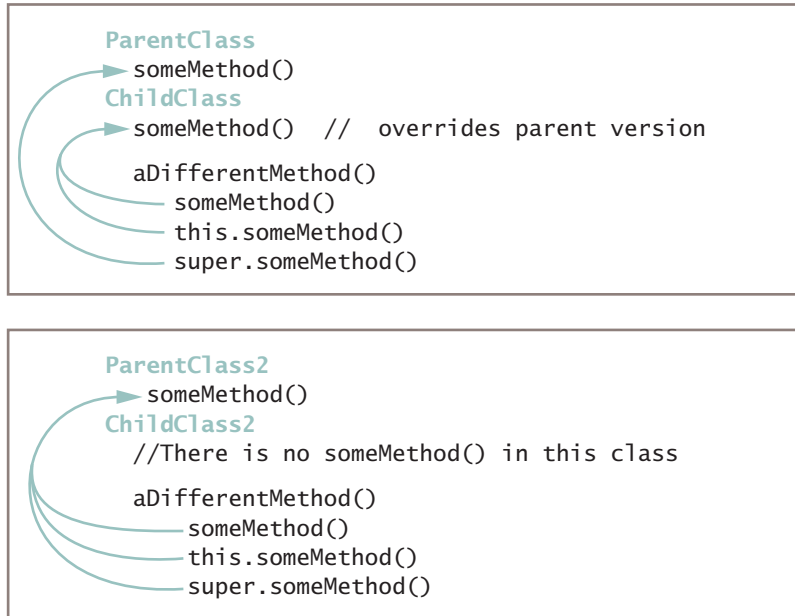 ParentClass
someMethod()
ChildClass
someMethod() // overrides parent version
aDifferentMethod()
someMethod()
this.someMethod()
super.someMethod()
ParentClass2
someMethod()
ChildClass2
//There is no someMethod() in this class
aDifferentMethod()
someMethod()
this.someMethod()
super.someMethod()